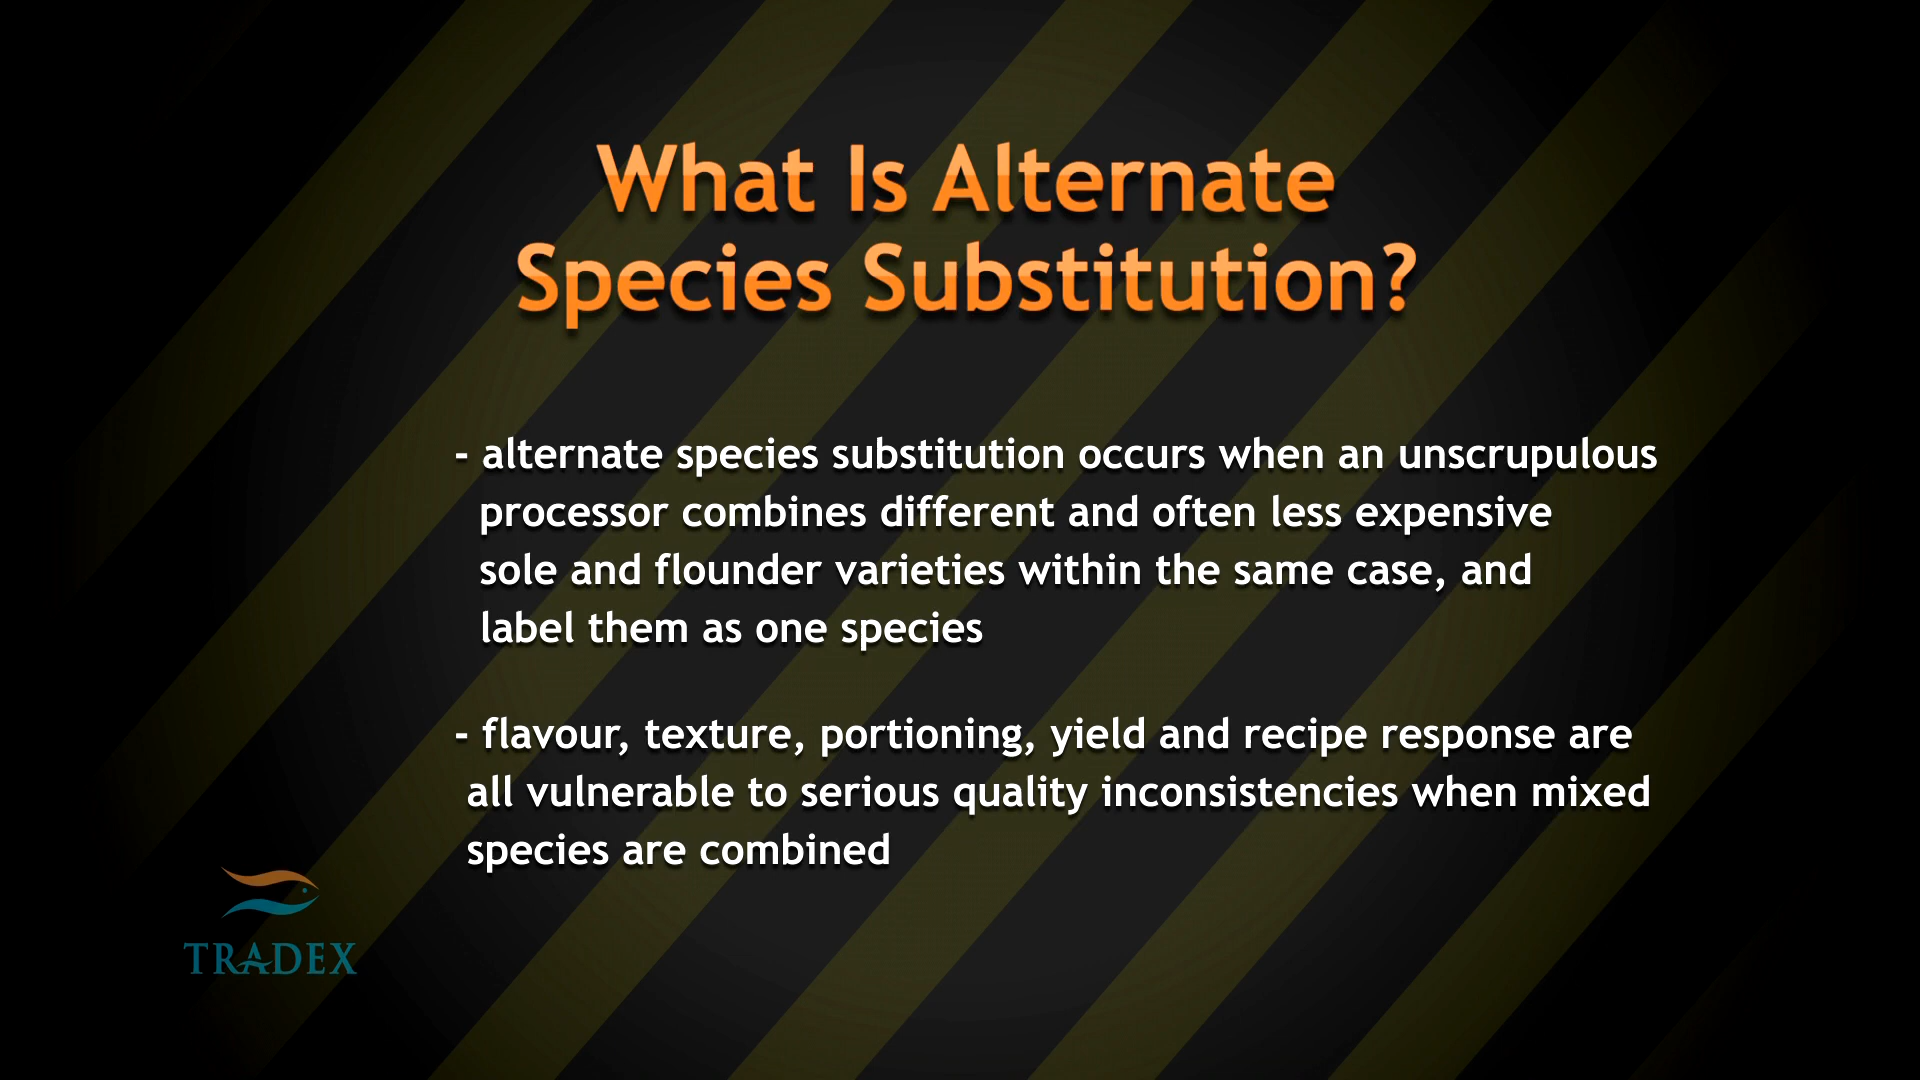 What Is Alternate
Species Substitution?
- alternate species substitution occurs when an unscrupulous
processor combines different and often less expensive
sole and flounder varieties within the same case, and
label them as one species
- flavour, texture, portioning, yield and recipe response are
all vulnerable to serious quality inconsistencies when mixed
species are combined
TRADEX